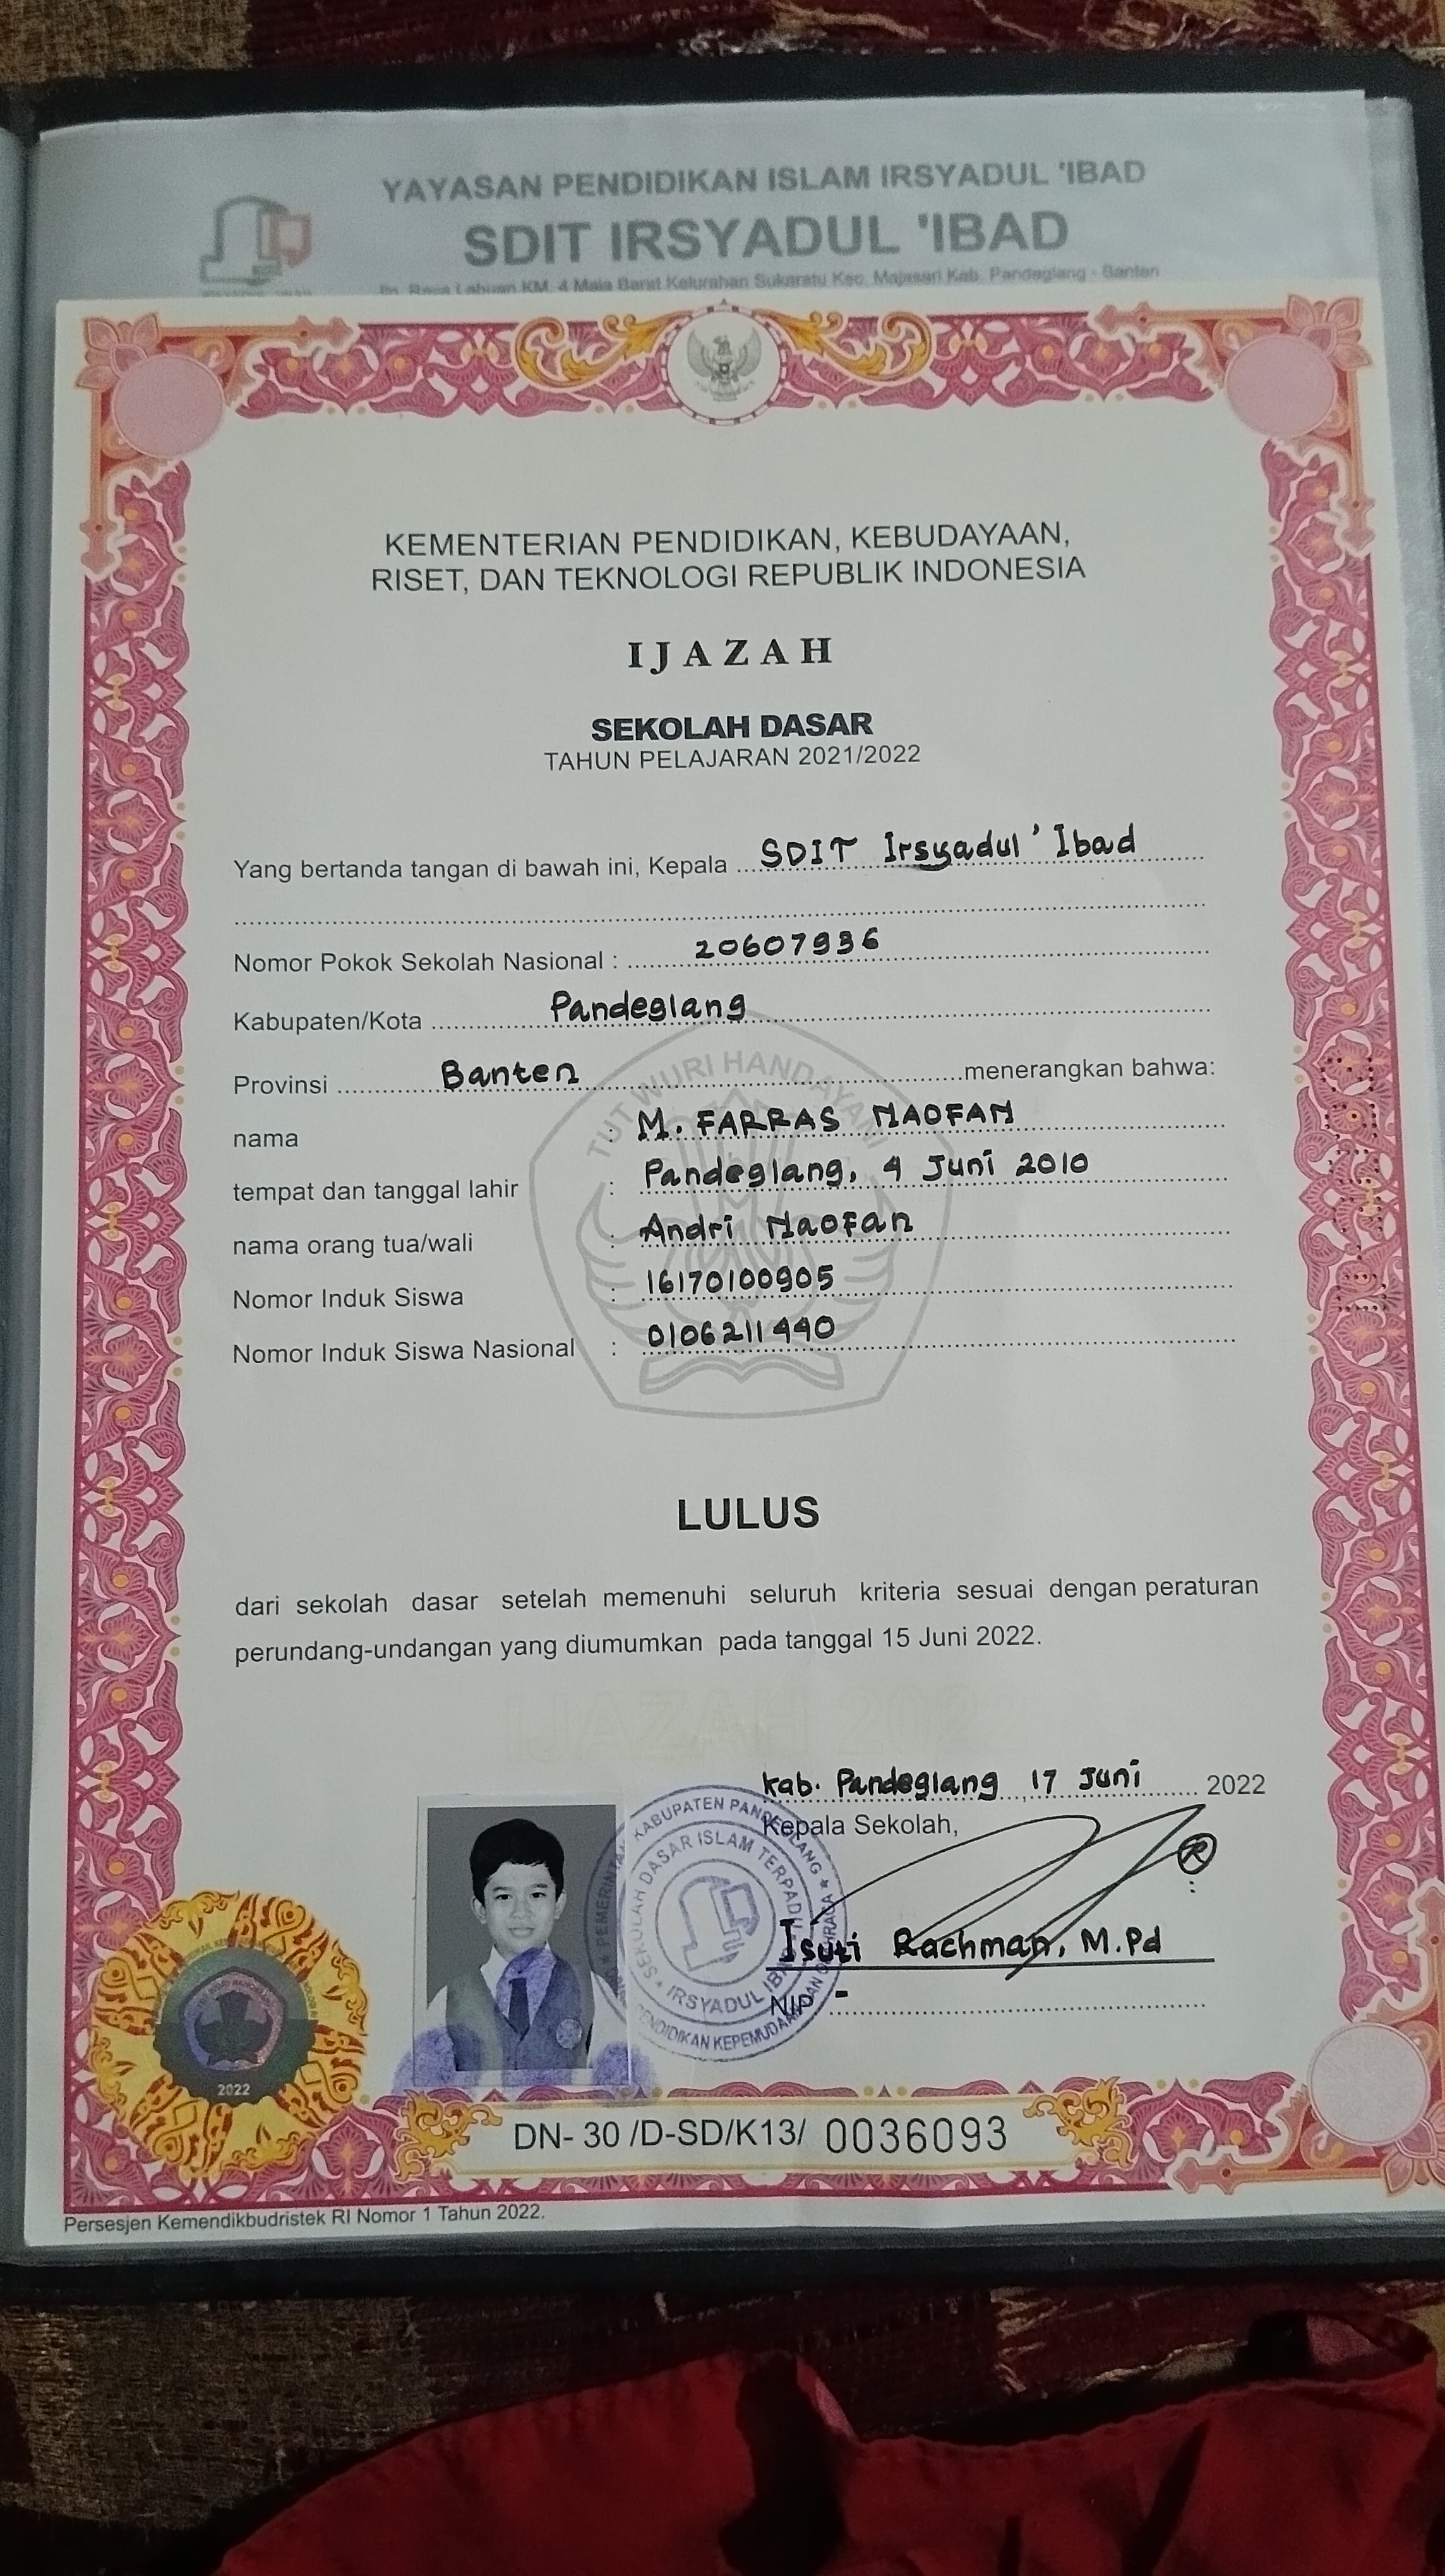 YAYASAN PENDIDIKAN ISLAM IRSYADUL 'IBAD
SDIT IRSYADUL 'IBAD
Jln. Raya Labuan KM. 4 Maja Barat Kelurahan Sukaratu Kec. Majasari Kab. Pandeglang - Banten
KEMENTERIAN PENDIDIKAN, KEBUDAYAAN,
RISET, DAN TEKNOLOGI REPUBLIK INDONESIA
IJAZAH
SEKOLAH DASAR
TAHUN PELAJARAN 2021/2022
Yang bertanda tangan di bawah ini, Kepala SDIT Irsyadul 'Ibad
Nomor Pokok Sekolah Nasional : 20607936
Kabupaten/Kota Pandeglang
Provinsi Banten menerangkan bahwa:
nama : M. FARRAS NAOFAN
tempat dan tanggal lahir : Pandeglang, 4 Juni 2010
nama orang tua/wali : Andri Naofan
Nomor Induk Siswa : 16170100905
Nomor Induk Siswa Nasional : 0106211440
TUT WURI HANDAYANI
LULUS
dari sekolah dasar setelah memenuhi seluruh kriteria sesuai dengan peraturan
perundang-undangan yang diumumkan pada tanggal 15 Juni 2022.
IJAZAH 2022
Kab. Pandeglang, 17 Juni 2022
Kepala Sekolah,
Isuti Rachman, M.Pd
NIP -
PEMERINTAH KABUPATEN PANDEGLANG
SEKOLAH DASAR ISLAM TERPADU
IRSYADUL 'IBAD
PENDIDIKAN KEPEMUDAAN DAN OLAHRAGA
2022
DN- 30 /D-SD/K13/ 0036093
Persesjen Kemendikbudristek RI Nomor 1 Tahun 2022.